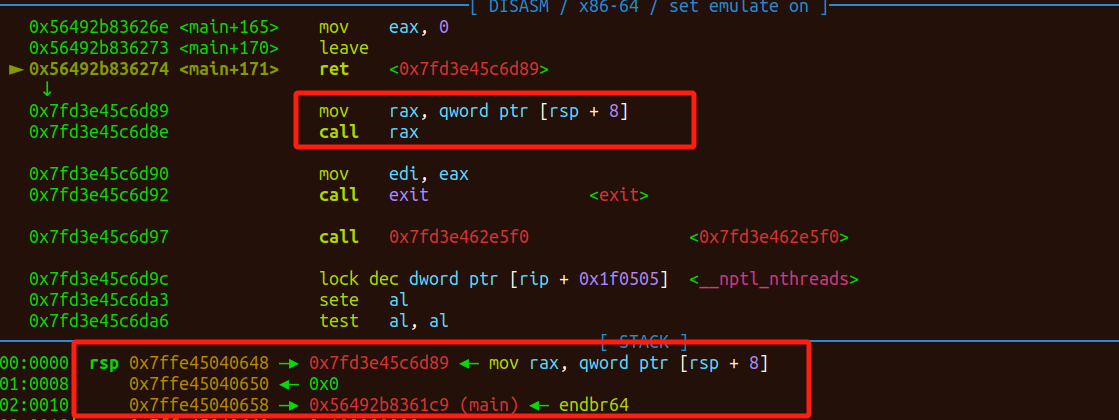 [ DISASM / x86-64 / set emulate on ]
0x56492b83626e <main+165> mov eax, 0
0x56492b836273 <main+170> leave
► 0x56492b836274 <main+171> ret <0x7fd3e45c6d89>
↓
0x7fd3e45c6d89 mov rax, qword ptr [rsp + 8]
0x7fd3e45c6d8e call rax
0x7fd3e45c6d90 mov edi, eax
0x7fd3e45c6d92 call exit <exit>
0x7fd3e45c6d97 call 0x7fd3e462e5f0 <0x7fd3e462e5f0>
0x7fd3e45c6d9c lock dec dword ptr [rip + 0x1f0505] <__nptl_nthreads>
0x7fd3e45c6da3 sete al
0x7fd3e45c6da6 test al, al
[ STACK ]
00:0000 rsp 0x7ffe45040648 —▸ 0x7fd3e45c6d89 ◂— mov rax, qword ptr [rsp + 8]
01:0008 0x7ffe45040650 ◂— 0x0
02:0010 0x7ffe45040658 —▸ 0x56492b8361c9 (main) ◂— endbr64